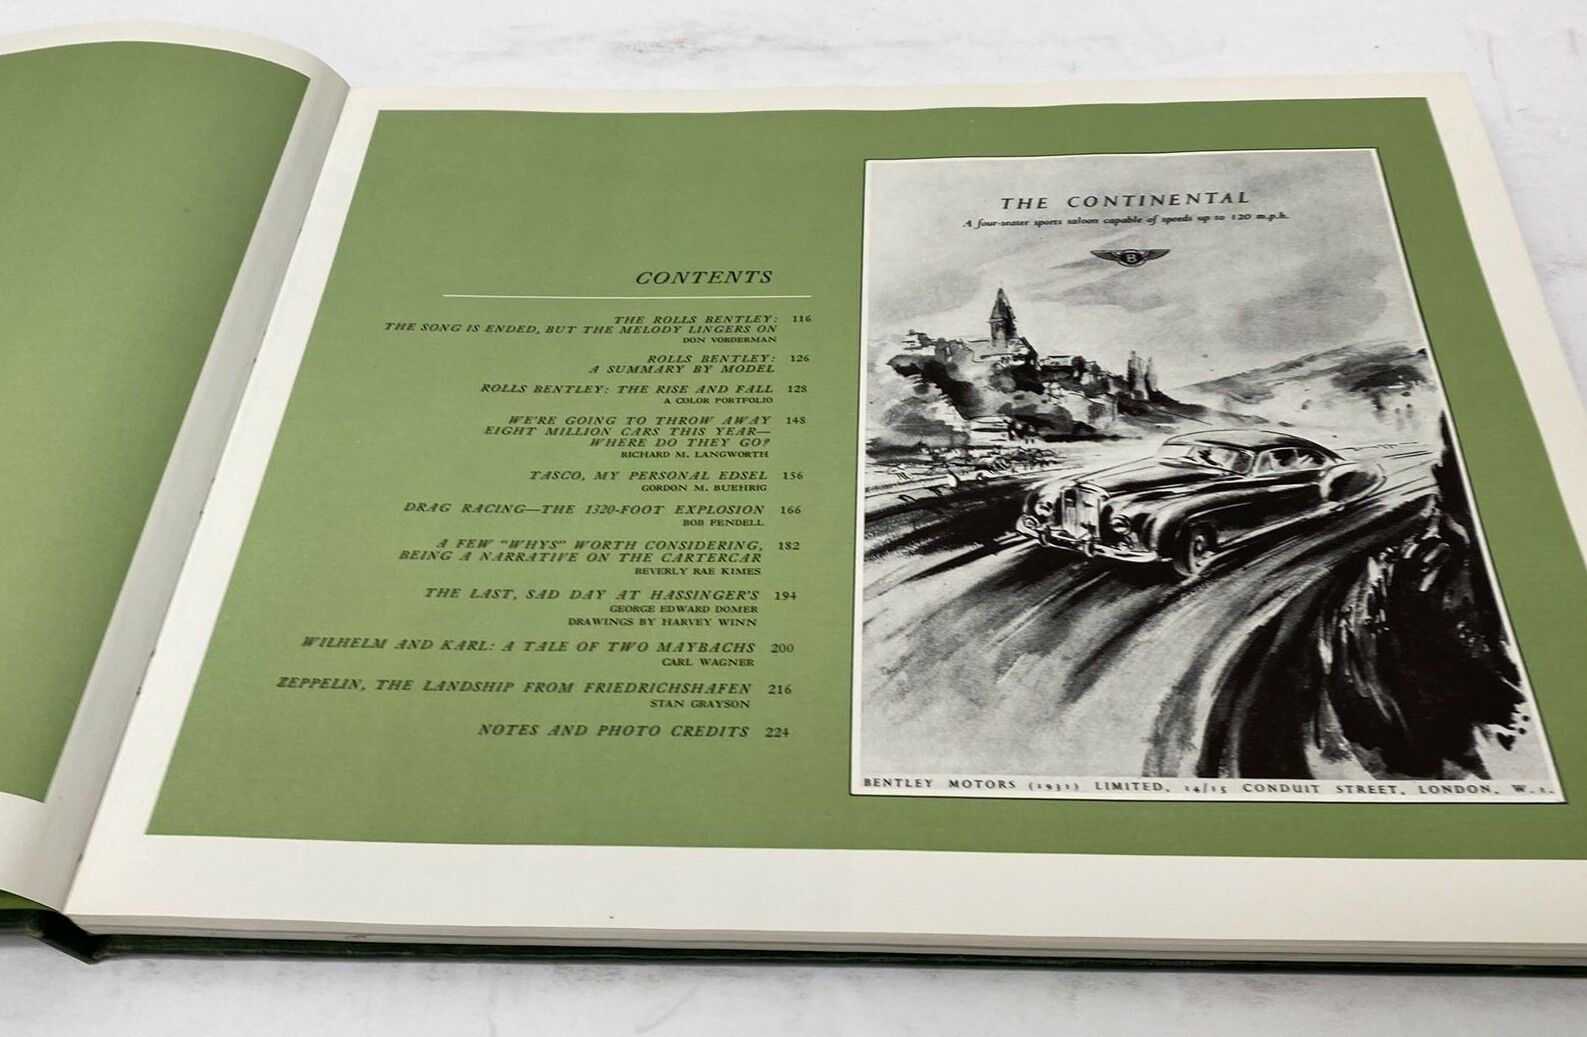 CONTENTS
THE ROLLS BENTLEY: 116
THE SONG IS ENDED, BUT THE MELODY LINGERS ON
DON VORDERMAN
ROLLS BENTLEY: 126
A SUMMARY BY MODEL
ROLLS BENTLEY: THE RISE AND FALL 128
A COLOR PORTFOLIO
WE'RE GOING TO THROW AWAY 148
EIGHT MILLION CARS THIS YEAR—
WHERE DO THEY GO?
RICHARD M. LANGWORTH
TASCO, MY PERSONAL EDSEL 156
GORDON M. BUEHRIG
DRAG RACING—THE 1320-FOOT EXPLOSION 166
BOB FENDELL
A FEW "WHYS" WORTH CONSIDERING, 182
BEING A NARRATIVE ON THE CARTERCAR
BEVERLY RAE KIMES
THE LAST, SAD DAY AT HASSINGER'S 194
GEORGE EDWARD DOMER
DRAWINGS BY HARVEY WINN
WILHELM AND KARL: A TALE OF TWO MAYBACHS 200
CARL WAGNER
ZEPPELIN, THE LANDSHIP FROM FRIEDRICHSHAFEN 216
STAN GRAYSON
NOTES AND PHOTO CREDITS 224
THE CONTINENTAL
A four-seater sports saloon capable of speeds up to 120 m.p.h.
B
BENTLEY MOTORS (1931) LIMITED, 14/15 CONDUIT STREET, LONDON, W.1.